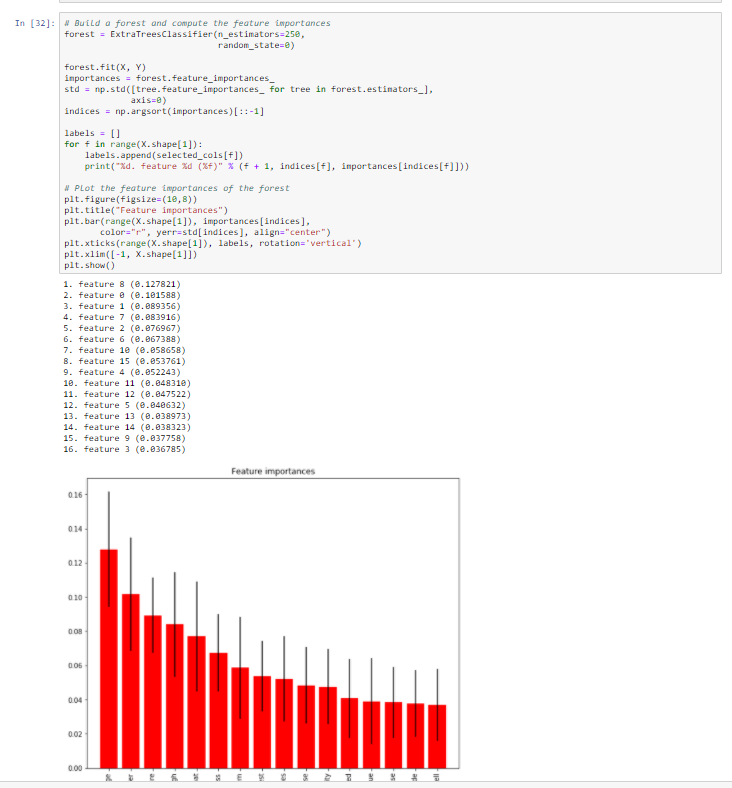 In [32]:
# Build a forest and compute the feature importances
forest = ExtraTreesClassifier(n_estimators=250,
random_state=0)
forest.fit(X, Y)
importances = forest.feature_importances_
std = np.std([tree.feature_importances_ for tree in forest.estimators_],
axis=0)
indices = np.argsort(importances)[::-1]
labels = []
for f in range(X.shape[1]):
labels.append(selected_cols[f])
print("%d. feature %d (%f)" % (f + 1, indices[f], importances[indices[f]]))
# Plot the feature importances of the forest
plt.figure(figsize=(10,8))
plt.title("Feature importances")
plt.bar(range(X.shape[1]), importances[indices],
color="r", yerr=std[indices], align="center")
plt.xticks(range(X.shape[1]), labels, rotation='vertical')
plt.xlim([-1, X.shape[1]])
plt.show()
1. feature 8 (0.127821)
2. feature 0 (0.101588)
3. feature 1 (0.089356)
4. feature 7 (0.083916)
5. feature 2 (0.076967)
6. feature 6 (0.067388)
7. feature 10 (0.058658)
8. feature 15 (0.053761)
9. feature 4 (0.052243)
10. feature 11 (0.048310)
11. feature 12 (0.047522)
12. feature 5 (0.040632)
13. feature 13 (0.038973)
14. feature 14 (0.038323)
15. feature 9 (0.037758)
16. feature 3 (0.036785)
Feature importances
0.16
0.14
0.12
0.10
0.08
0.06
0.04
0.02
0.00